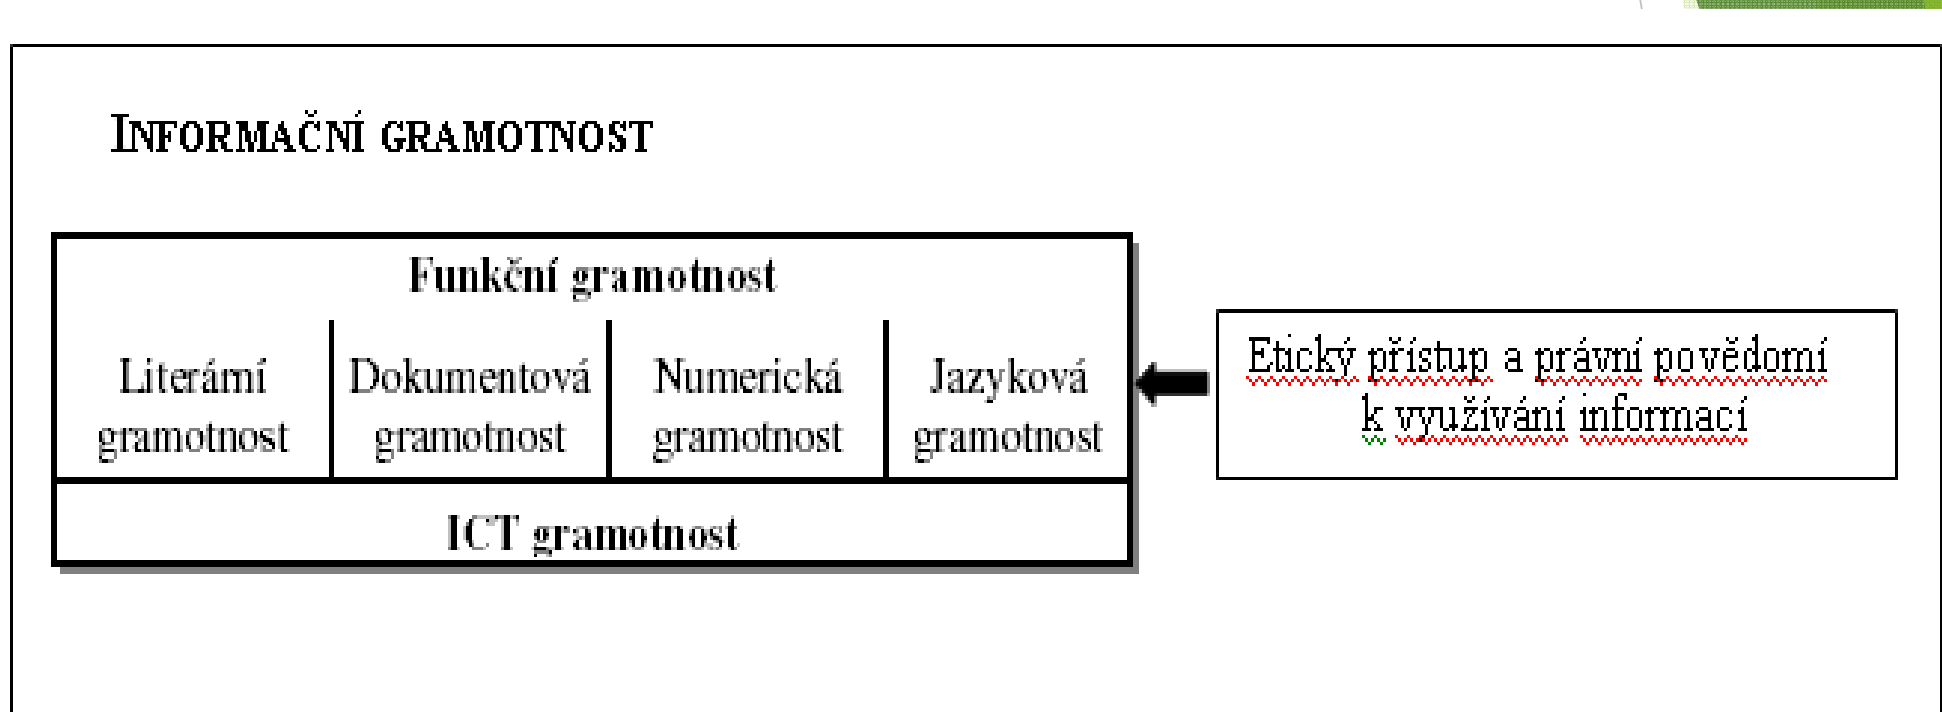 INFORMAČNÍ GRAMOTNOST
Funkční gramotnost
Literární
gramotnost
Dokumentová
gramotnost
Numerická
gramotnost
Jazyková
gramotnost
ICT gramotnost
Etický přístup a právní povědomí
k využívání informací